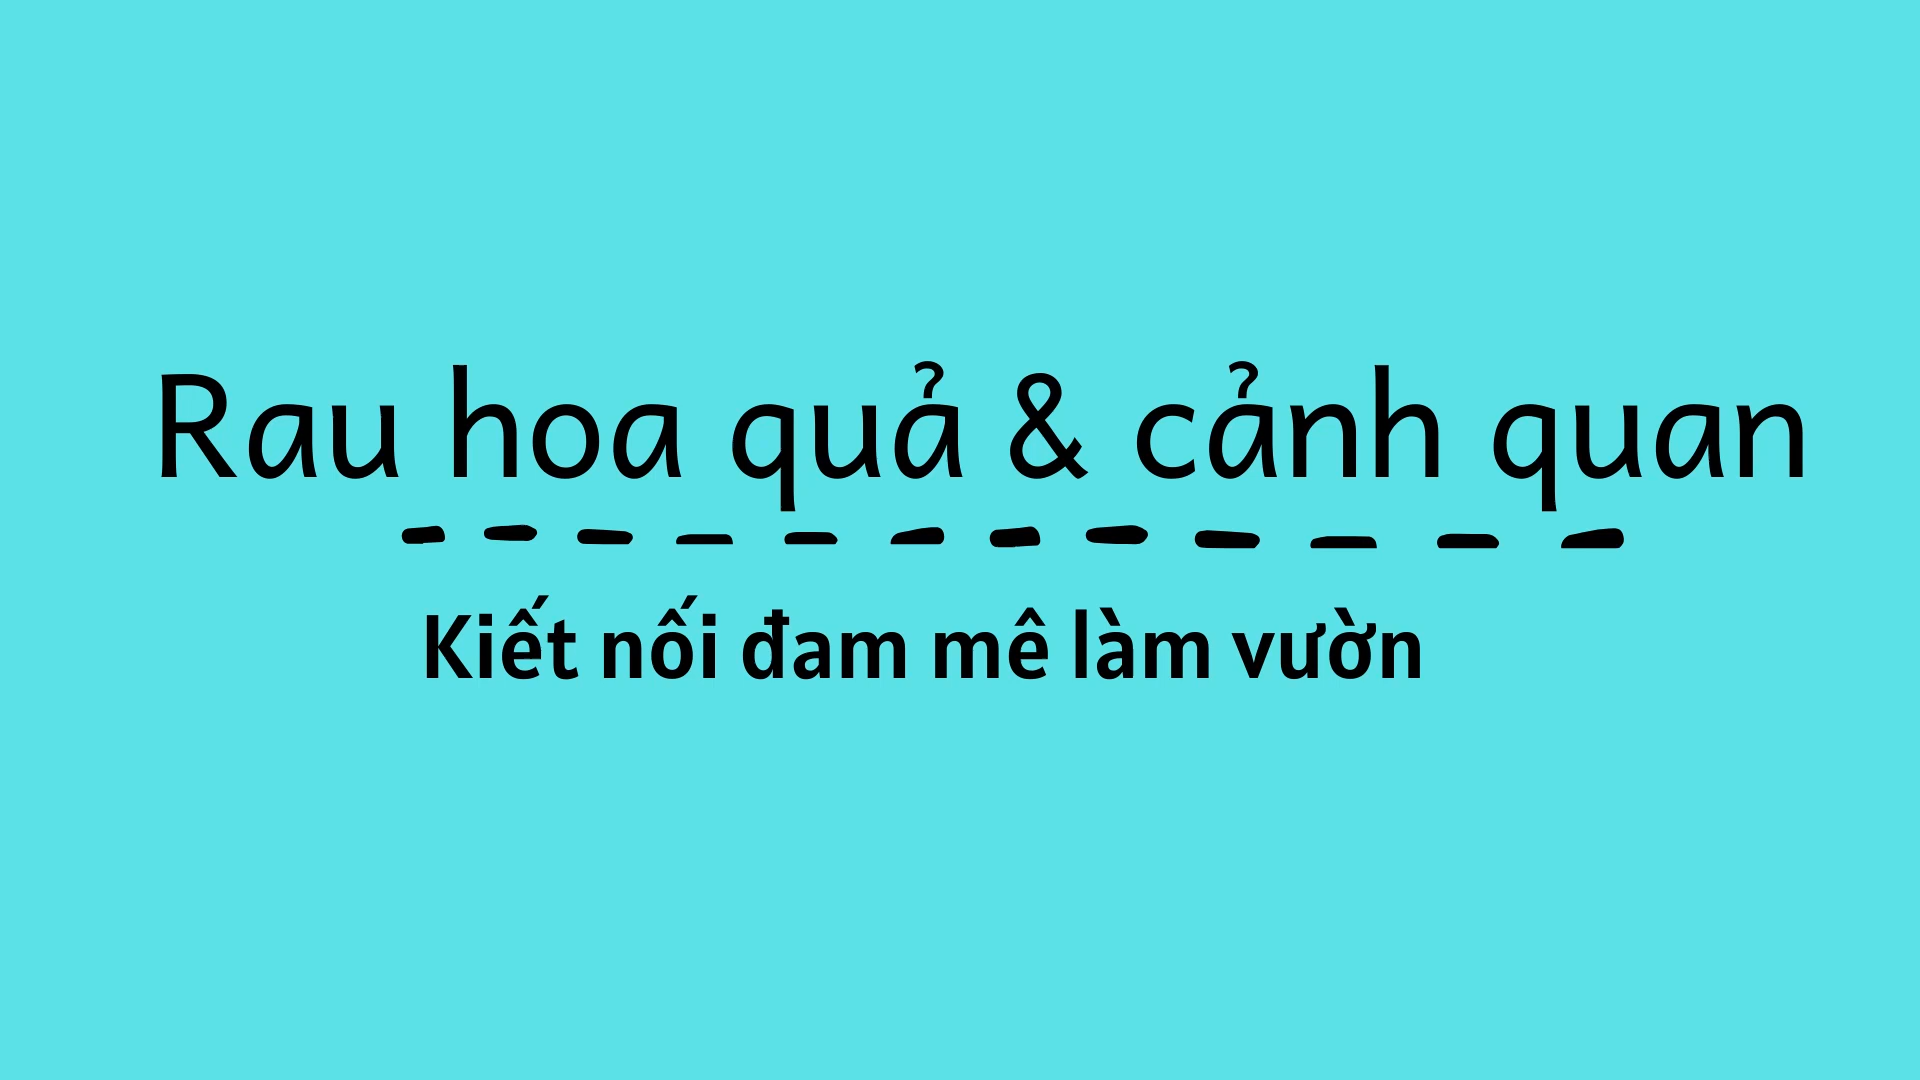 Rau hoa quả & cảnh quan
Kiết nối đam mê làm vườn